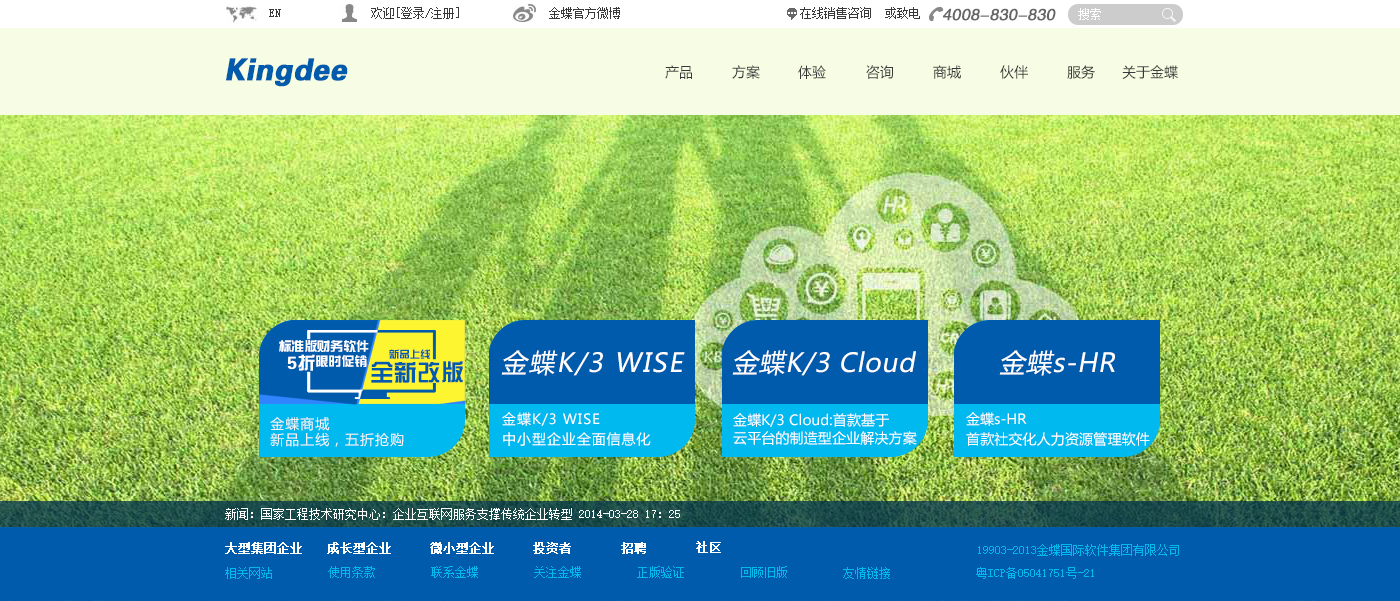 EN 欢迎[登录/注册] 金蝶官方微博 在线销售咨询 或致电 4008-830-830 搜索
Kingdee 产品 方案 体验 咨询 商城 伙伴 服务 关于金蝶
HR
标准版财务软件
5折限时促销
新品上线
全新改版
金蝶商城
新品上线，五折抢购
金蝶K/3 WISE
金蝶K/3 WISE
中小型企业全面信息化
金蝶K/3 Cloud
金蝶K/3 Cloud:首款基于
云平台的制造型企业解决方案
金蝶s-HR
金蝶s-HR
首款社交化人力资源管理软件
新闻：国家工程技术研究中心：企业互联网服务支撑传统企业转型 2014-03-28 17：25
大型集团企业 成长型企业 微小型企业 投资者 招聘 社区 19903-2013金蝶国际软件集团有限公司
相关网站 使用条款 联系金蝶 关注金蝶 正版验证 回顾旧版 友情链接 粤ICP备05041751号-21